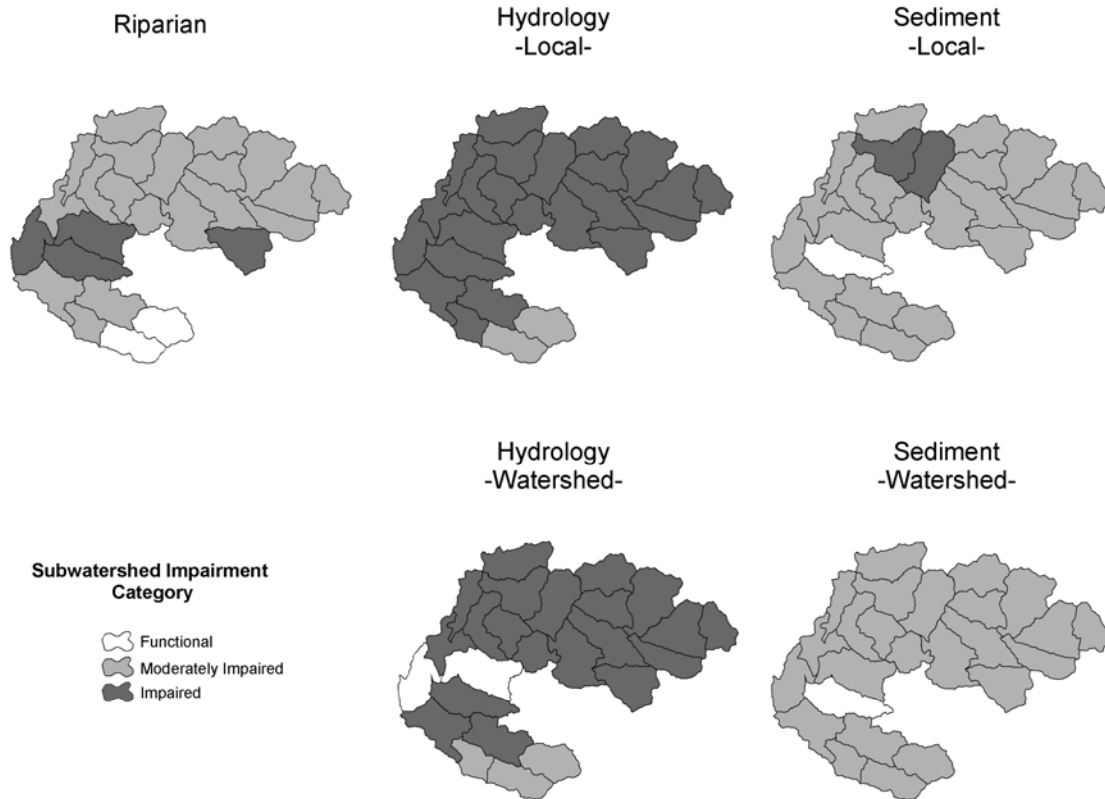 Riparian
Hydrology
-Local-
Sediment
-Local-
Hydrology
-Watershed-
Sediment
-Watershed-
Subwatershed Impairment
Category
Functional
Moderately Impaired
Impaired